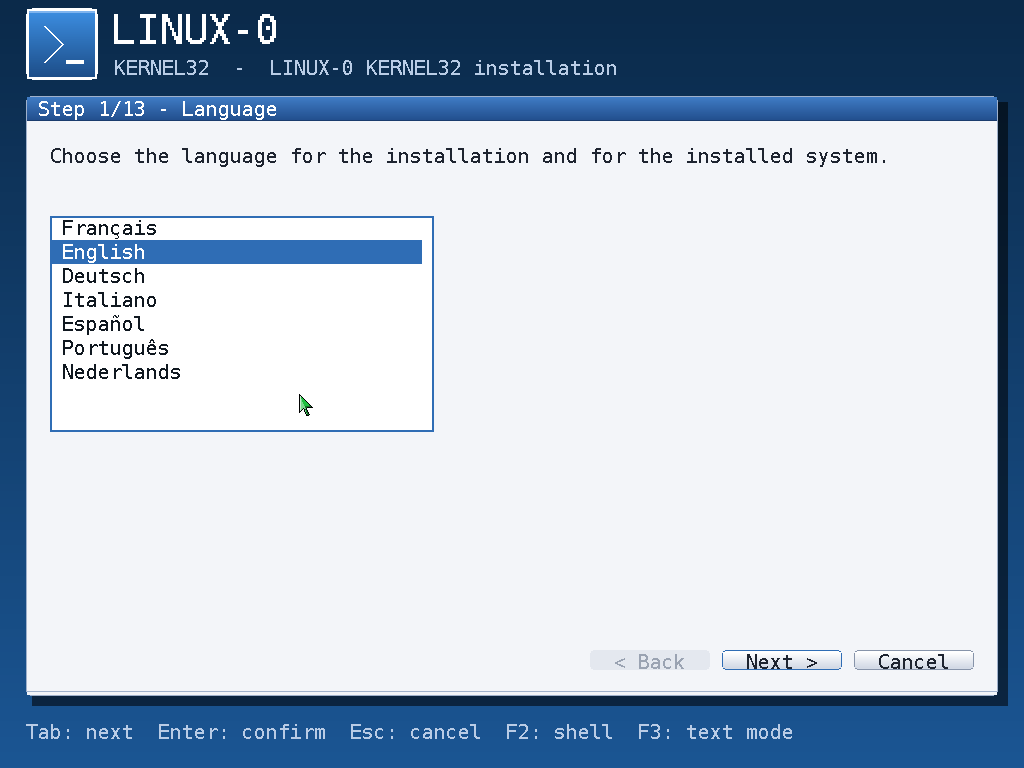 LINUX-0
KERNEL32  -  LINUX-0 KERNEL32 installation
Step 1/13 - Language
Choose the language for the installation and for the installed system.
Français
English
Deutsch
Italiano
Español
Português
Nederlands
< Back  Next >  Cancel
Tab: next  Enter: confirm  Esc: cancel  F2: shell  F3: text mode